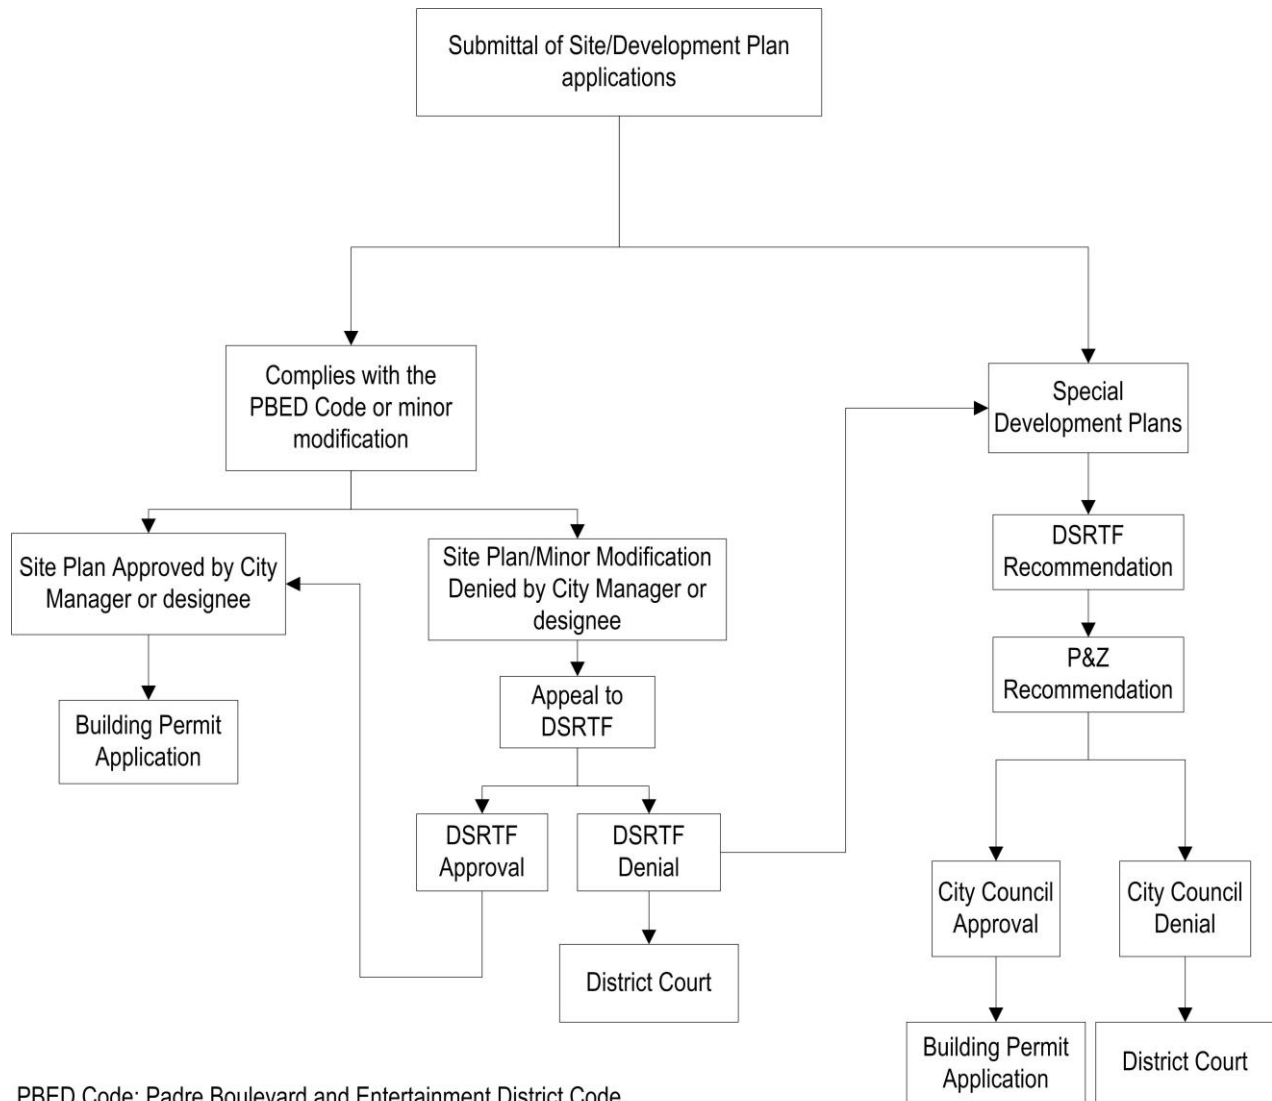 Submittal of Site/Development Plan
applications
Complies with the
PBED Code or minor
modification
Special
Development Plans
Site Plan Approved by City
Manager or designee
Site Plan/Minor Modification
Denied by City Manager or
designee
DSRTF
Recommendation
P&Z
Recommendation
Building Permit
Application
Appeal to
DSRTF
DSRTF
Approval
DSRTF
Denial
City Council
Approval
City Council
Denial
District Court
Building Permit
Application
District Court
PBED Code: Padre Boulevard and Entertainment District Code